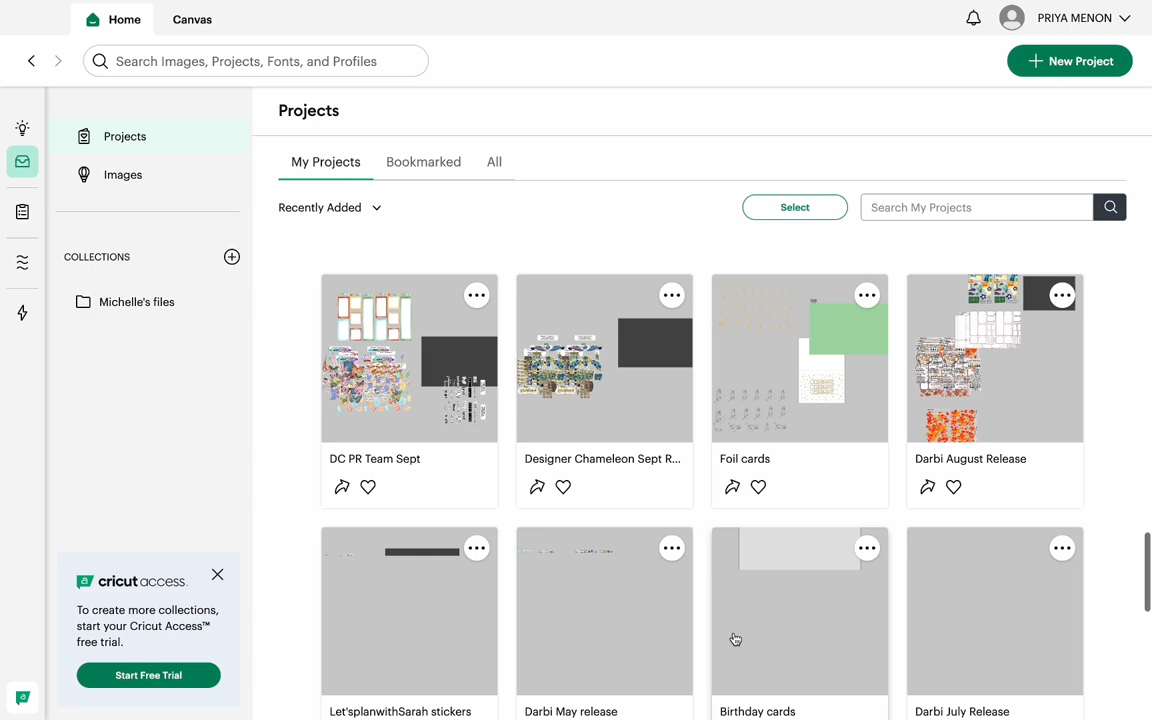 Home
Canvas
PRIYA MENON
Search Images, Projects, Fonts, and Profiles
New Project
Projects
Images
COLLECTIONS
Michelle's files
cricut access.
To create more collections,
start your Cricut Access™
free trial.
Start Free Trial
Projects
My Projects
Bookmarked
All
Recently Added
Select
Search My Projects
DC PR Team Sept
Designer Chameleon Sept R...
Foil cards
Darbi August Release
Let'splanwithSarah stickers
Darbi May release
Birthday cards
Darbi July Release